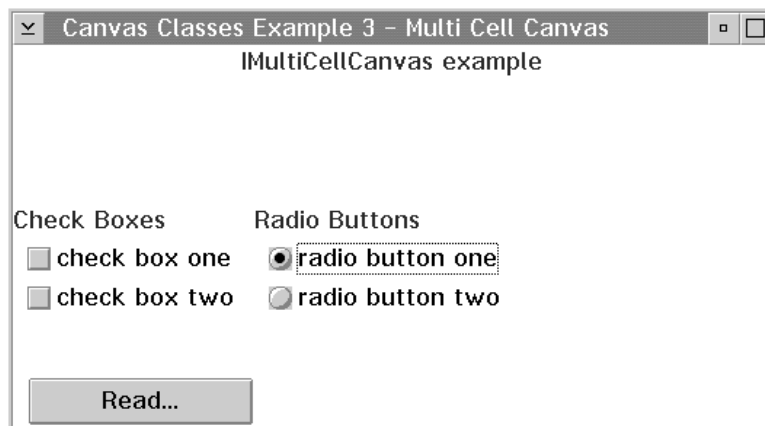 Canvas Classes Example 3 - Multi Cell Canvas
IMultiCellCanvas example
Check Boxes Radio Buttons
check box one radio button one
check box two radio button two
Read...